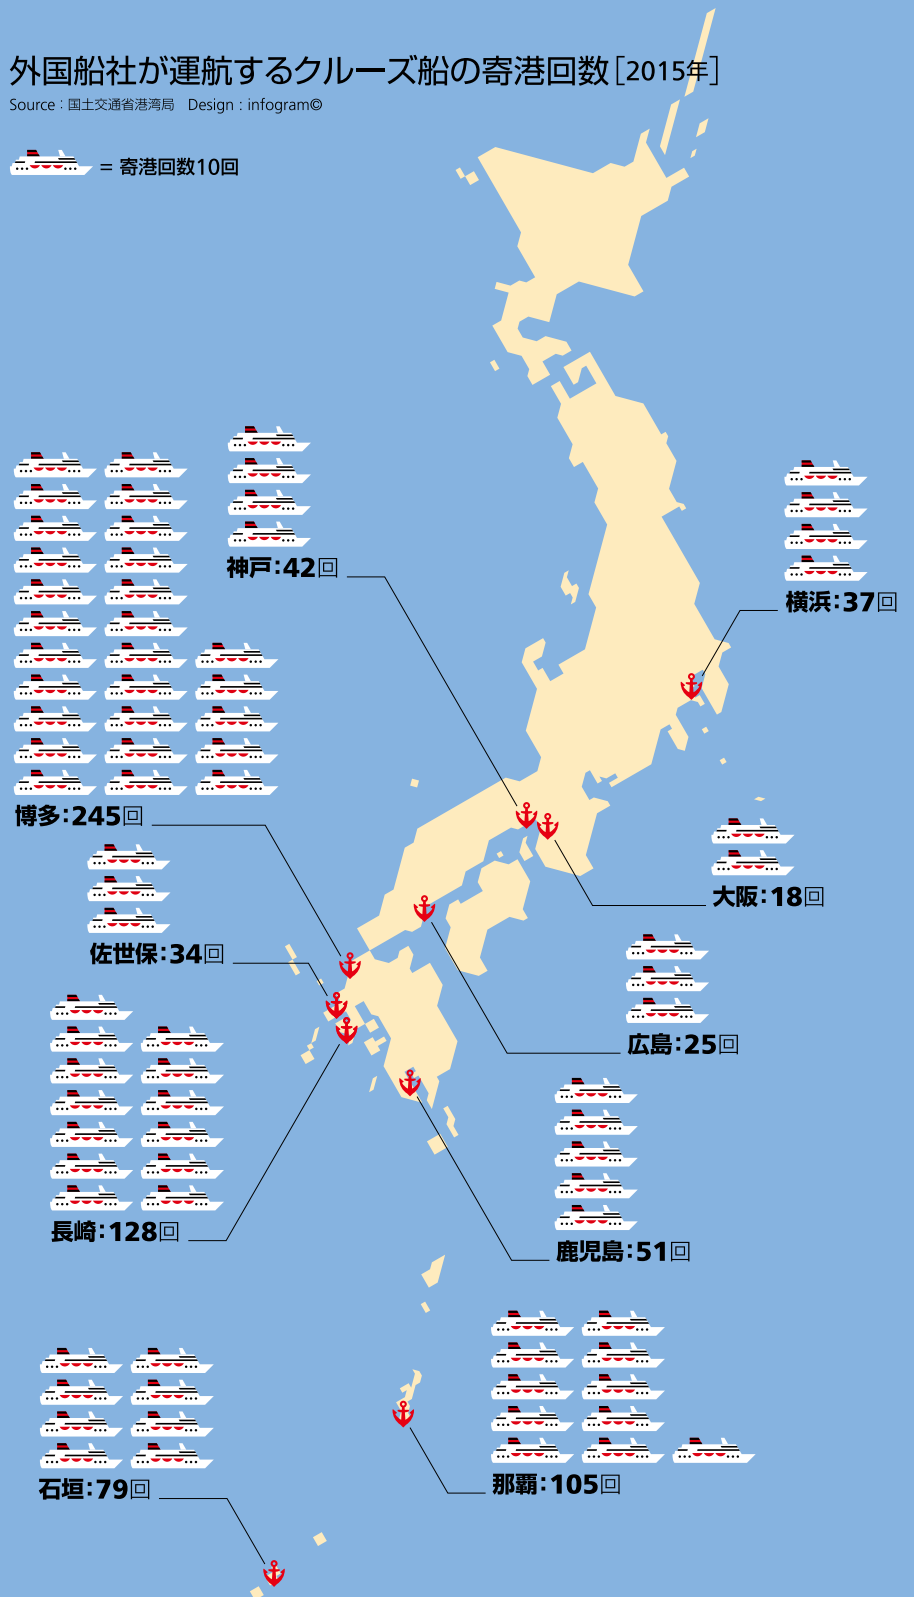 外国船社が運航するクルーズ船の寄港回数［2015年］
Source：国土交通省港湾局　Design : infogram©
= 寄港回数10回
神戸：42回
横浜：37回
博多：245回
大阪：18回
佐世保：34回
広島：25回
長崎：128回
鹿児島：51回
那覇：105回
石垣：79回